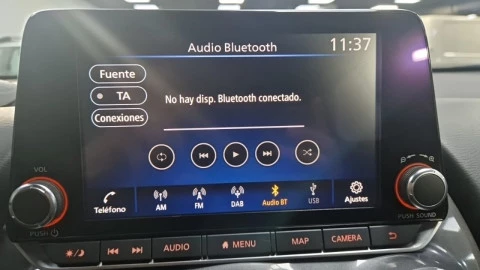 Audio Bluetooth
11:37
Fuente
TA
Conexiones
No hay disp. Bluetooth conectado.
Teléfono
AM
FM
DAB
Audio BT
USB
Ajustes
VOL
PUSH
PUSH SOUND
AUDIO
MENU
MAP
CAMERA